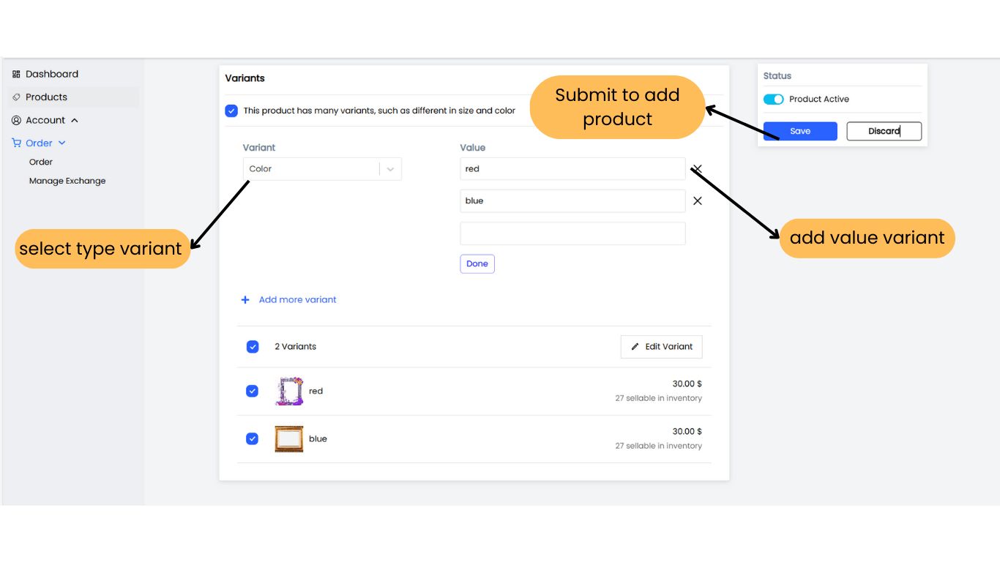 Dashboard
Products
Account
Order
Order
Manage Exchange
Variants
This product has many variants, such as different in size and color
Variant
Color
Value
red
blue
Done
Add more variant
2 Variants
Edit Variant
red
30.00 $
27 sellable in inventory
blue
30.00 $
27 sellable in inventory
Status
Product Active
Save
Discard
Submit to add
product
select type variant
add value variant